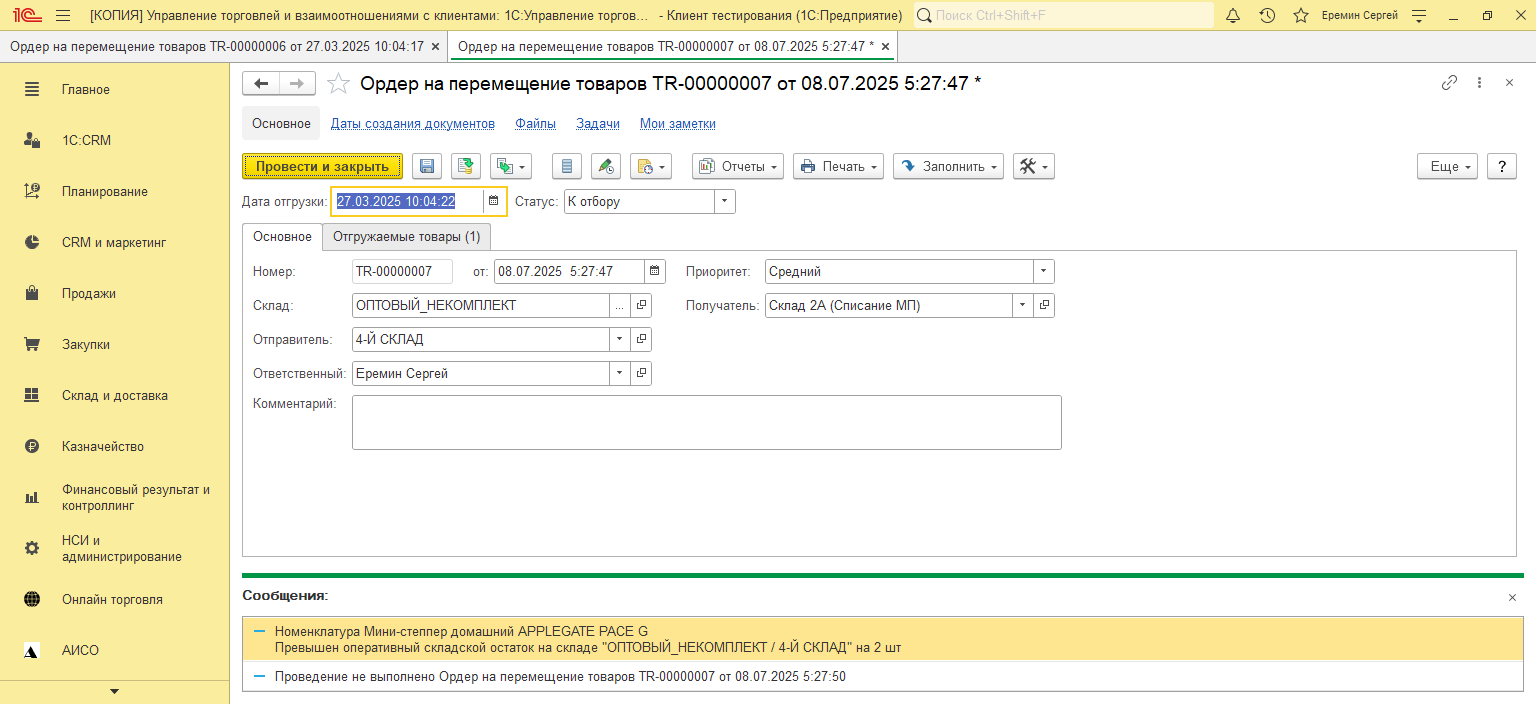 [КОПИЯ] Управление торговлей и взаимоотношениями с клиентами: 1С:Управление торгов... - Клиент тестирования (1С:Предприятие)
Поиск Ctrl+Shift+F
Еремин Сергей
Ордер на перемещение товаров TR-00000006 от 27.03.2025 10:04:17 ×
Ордер на перемещение товаров TR-00000007 от 08.07.2025 5:27:47 * ×
Главное
1С:CRM
Планирование
CRM и маркетинг
Продажи
Закупки
Склад и доставка
Казначейство
Финансовый результат и
контроллинг
НСИ и
администрирование
Онлайн торговля
АИСО
Ордер на перемещение товаров TR-00000007 от 08.07.2025 5:27:47 *
Основное Даты создания документов Файлы Задачи Мои заметки
Провести и закрыть Отчеты Печать Заполнить Еще ?
Дата отгрузки: 27.03.2025 10:04:22 Статус: К отбору
Основное Отгружаемые товары (1)
Номер: TR-00000007 от: 08.07.2025 5:27:47 Приоритет: Средний
Склад: ОПТОВЫЙ_НЕКОМПЛЕКТ ... Получатель: Склад 2А (Списание МП)
Отправитель: 4-Й СКЛАД
Ответственный: Еремин Сергей
Комментарий:
Сообщения:
Номенклатура Мини-степпер домашний APPLEGATE PACE G
Превышен оперативный складской остаток на складе "ОПТОВЫЙ_НЕКОМПЛЕКТ / 4-Й СКЛАД" на 2 шт
Проведение не выполнено Ордер на перемещение товаров TR-00000007 от 08.07.2025 5:27:50